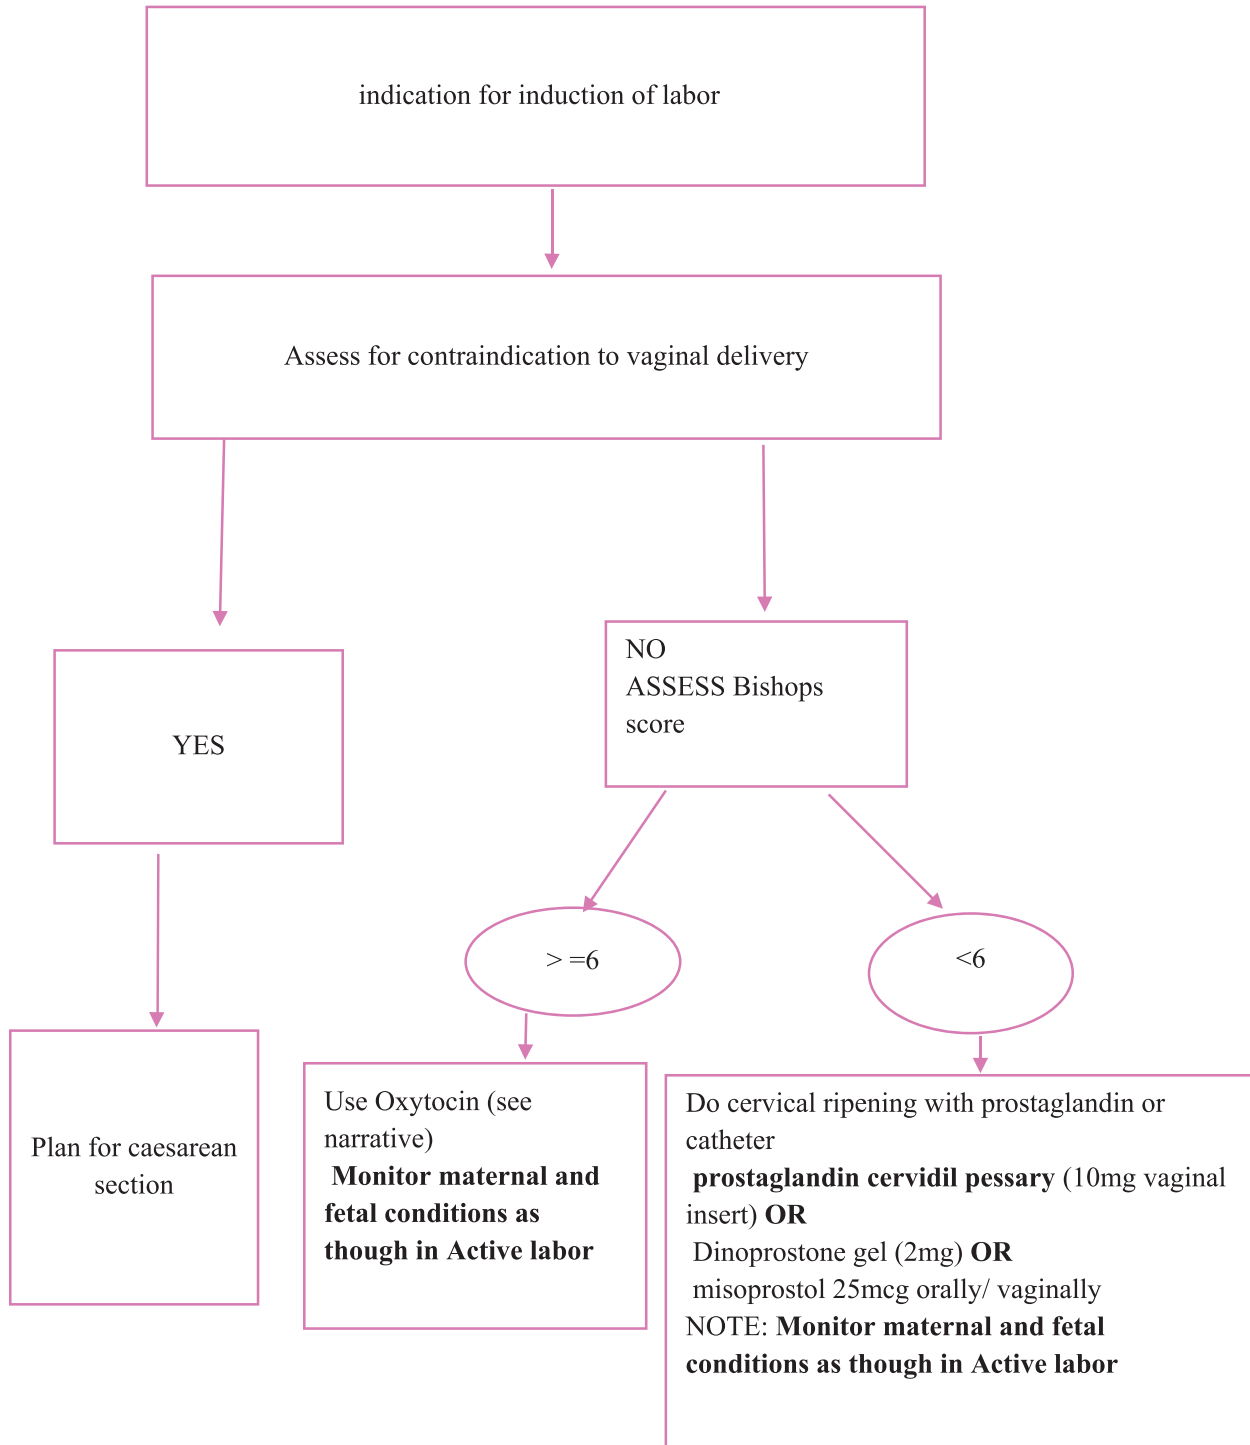 indication for induction of labor
Assess for contraindication to vaginal delivery
YES
NO
ASSESS Bishops
score
> =6
<6
Plan for caesarean
section
Use Oxytocin (see
narrative)
Monitor maternal and
fetal conditions as
though in Active labor
Do cervical ripening with prostaglandin or
catheter
prostaglandin cervidil pessary (10mg vaginal
insert) OR
Dinoprostone gel (2mg) OR
misoprostol 25mcg orally/ vaginally
NOTE: Monitor maternal and fetal
conditions as though in Active labor